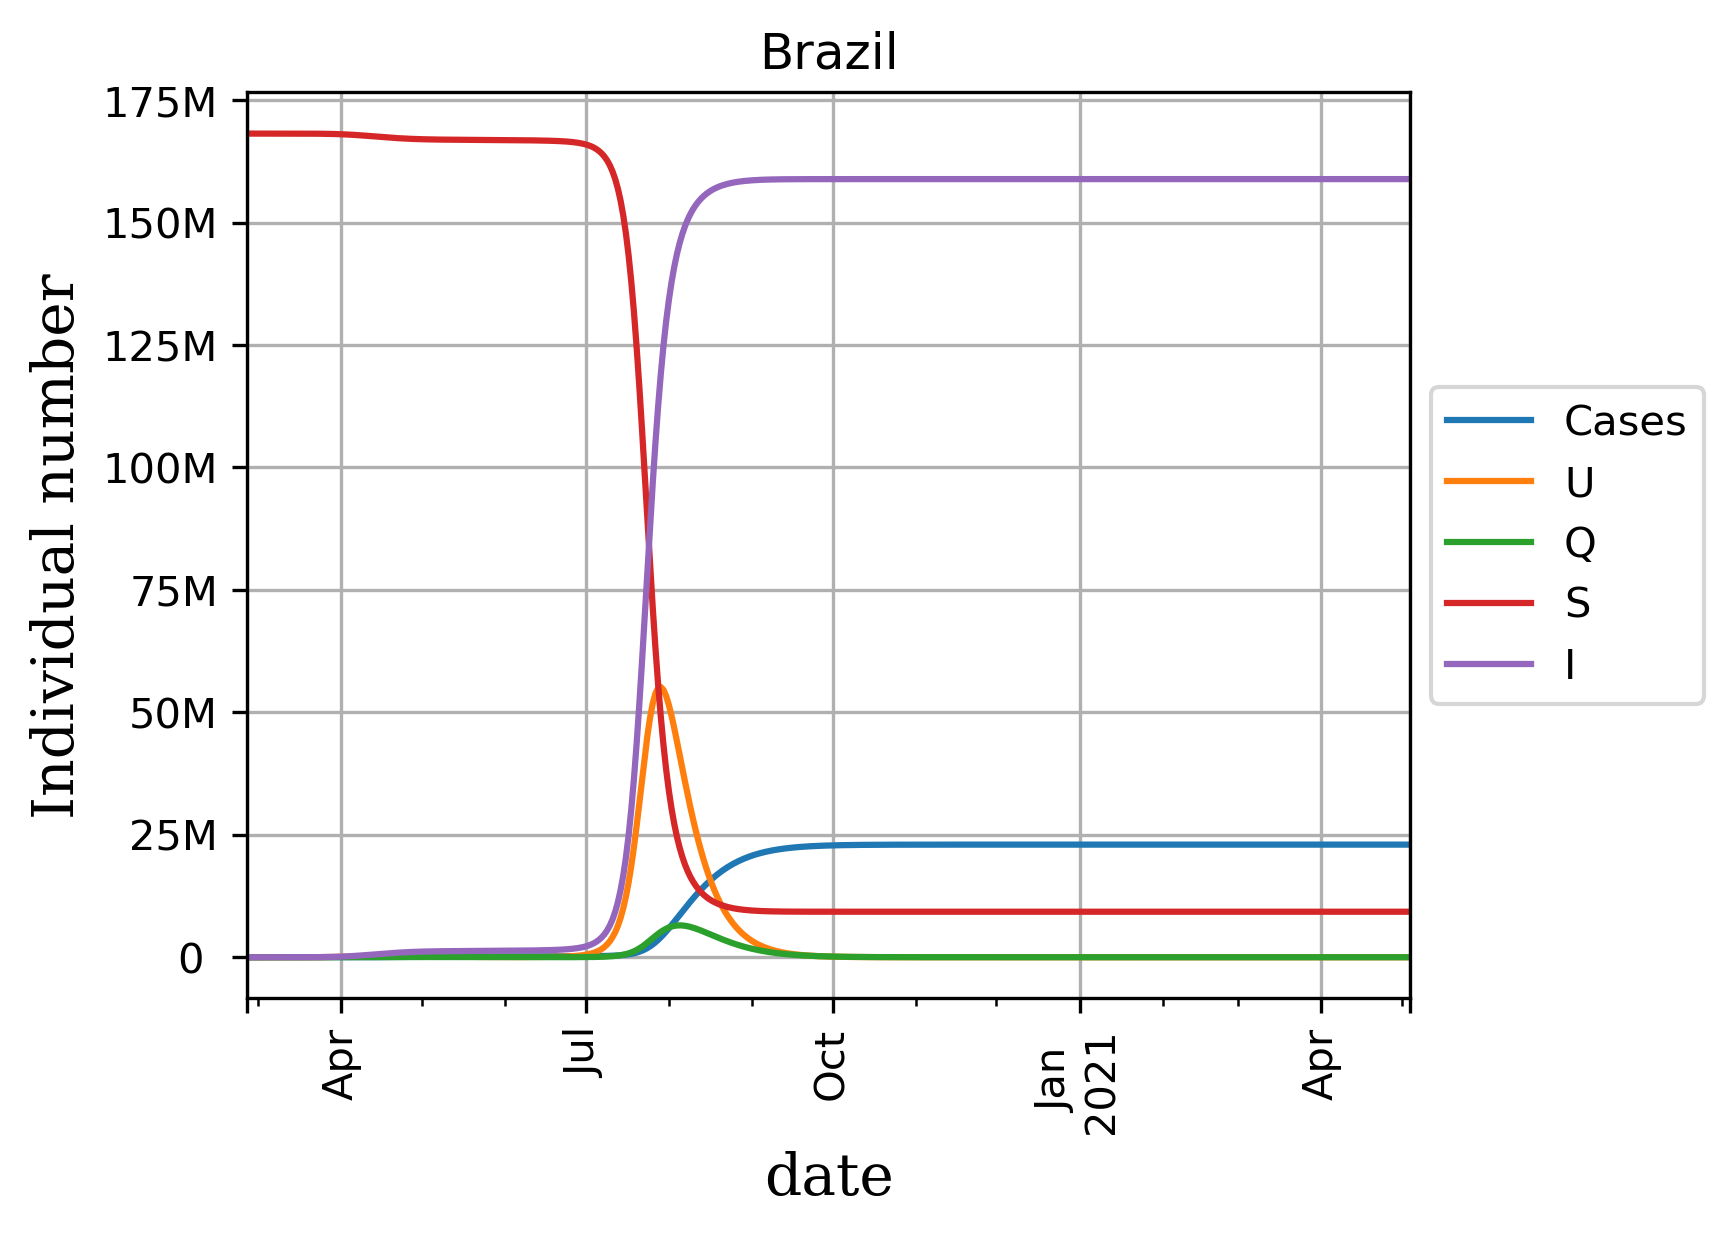 Brazil
175M
150M
125M
100M
75M
50M
25M
0
Individual number
Apr
Jul
Oct
Jan
2021
Apr
date
Cases
U
Q
S
I